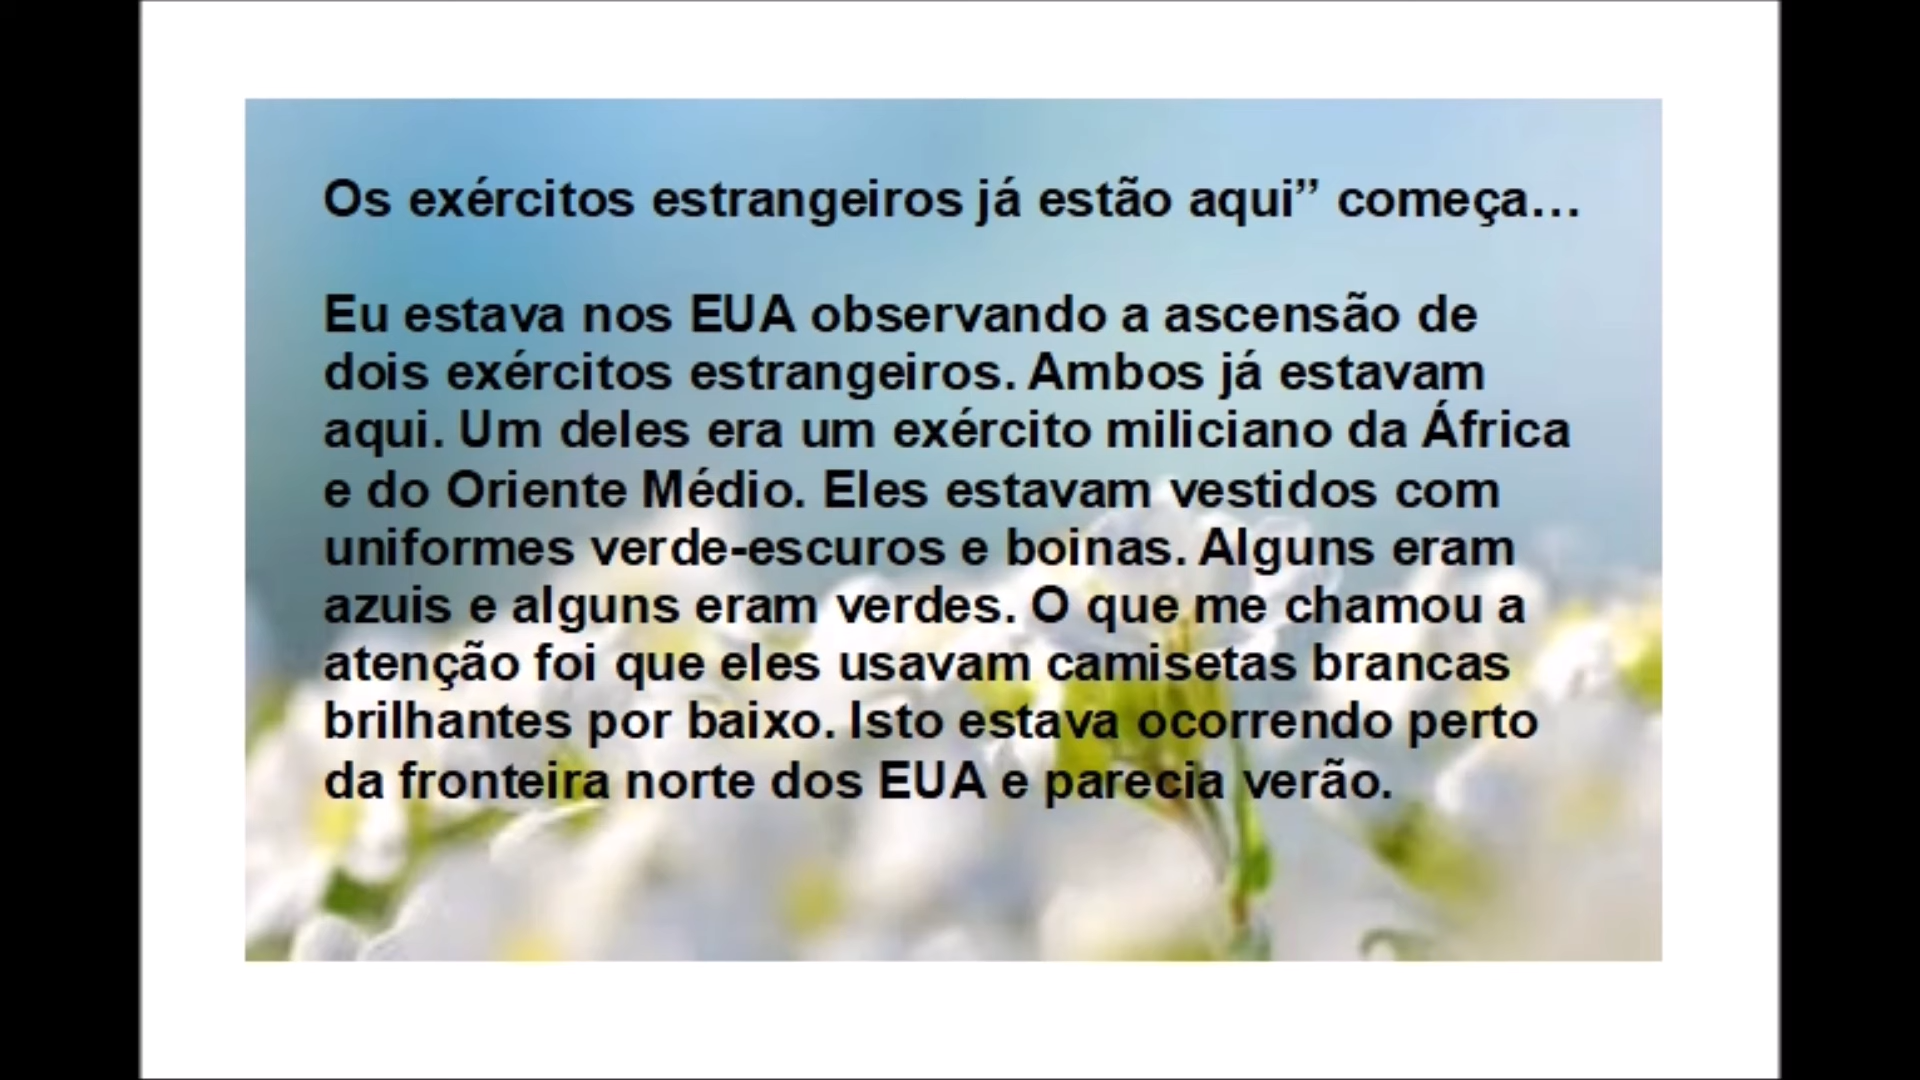 Os exércitos estrangeiros já estão aqui” começa…
Eu estava nos EUA observando a ascensão de
dois exércitos estrangeiros. Ambos já estavam
aqui. Um deles era um exército miliciano da África
e do Oriente Médio. Eles estavam vestidos com
uniformes verde-escuros e boinas. Alguns eram
azuis e alguns eram verdes. O que me chamou a
atenção foi que eles usavam camisetas brancas
brilhantes por baixo. Isto estava ocorrendo perto
da fronteira norte dos EUA e parecia verão.